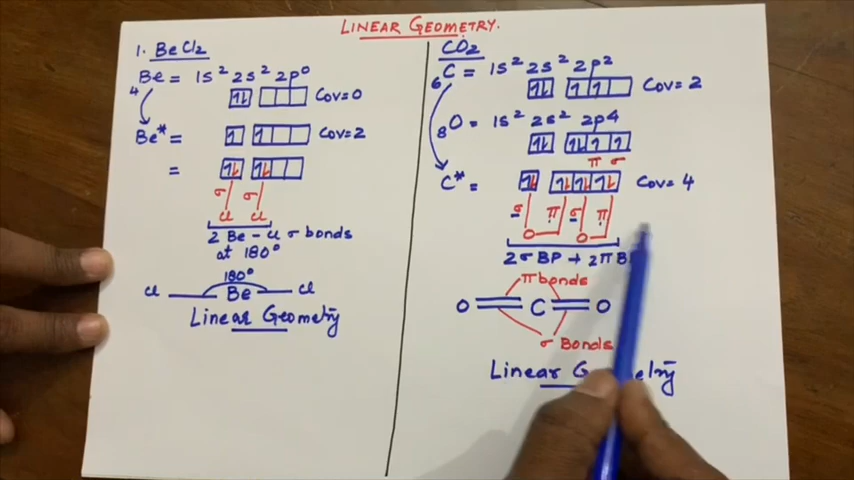 LINEAR GEOMETRY.
1. BeCl2
4Be = 1s² 2s² 2p⁰
Cov=0
Be* =
Cov=2
=
σ σ
Cl Cl
2 Be-Cl σ bonds
at 180°
180°
Cl Be Cl
Linear Geometry
CO2
6C = 1s² 2s² 2p²
Cov=2
8O = 1s² 2s² 2p4
π σ
C* =
Cov=4
σ π σ π
O O
2σ BP + 2π B
π bonds
O C O
σ Bonds
Linear G metry